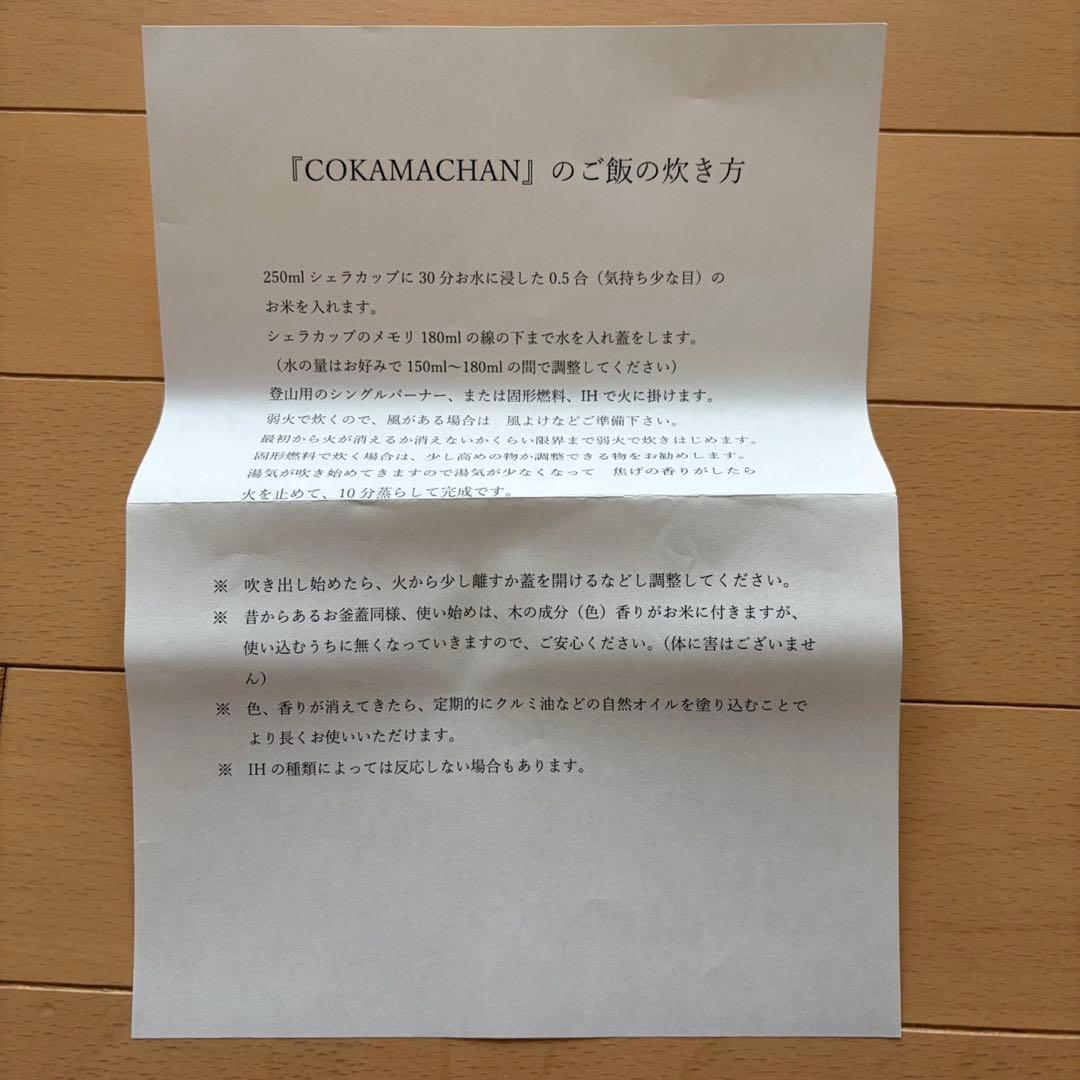 『COKAMACHAN』のご飯の炊き方
250ml シェラカップに 30 分お水に浸した 0.5 合（気持ち少な目）の
お米を入れます。
シェラカップのメモリ 180ml の線の下まで水を入れ蓋をします。
（水の量はお好みで 150ml～180ml の間で調整してください）
登山用のシングルバーナー、または固形燃料、IH で火に掛けます。
弱火で炊くので、風がある場合は　風よけなどご準備下さい。
最初から火が消えるか消えないかくらい限界まで弱火で炊きはじめます。
固形燃料で炊く場合は、少し高めの物か調整できる物をお勧めします。
湯気が吹き始めてきますので湯気が少なくなって　焦げの香りがしたら
火を止めて、10 分蒸らして完成です。
※　吹き出し始めたら、火から少し離すか蓋を開けるなどし調整してください。
※　昔からあるお釜蓋同様、使い始めは、木の成分（色）香りがお米に付きますが、
使い込むうちに無くなっていきますので、ご安心ください。（体に害はございませ
ん）
※　色、香りが消えてきたら、定期的にクルミ油などの自然オイルを塗り込むことで
より長くお使いいただけます。
※　IH の種類によっては反応しない場合もあります。